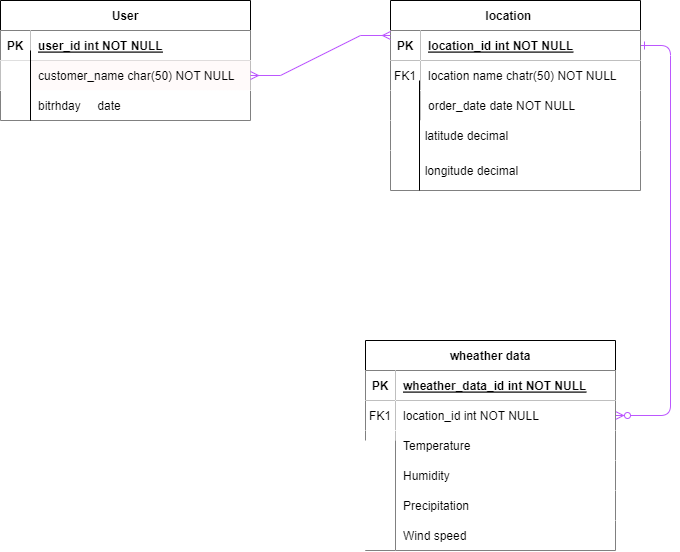 User
PK user_id int NOT NULL
customer_name char(50) NOT NULL
bitrhday date
location
PK location_id int NOT NULL
FK1 location name chatr(50) NOT NULL
order_date date NOT NULL
latitude decimal
longitude decimal
wheather data
PK wheather_data_id int NOT NULL
FK1 location_id int NOT NULL
Temperature
Humidity
Precipitation
Wind speed